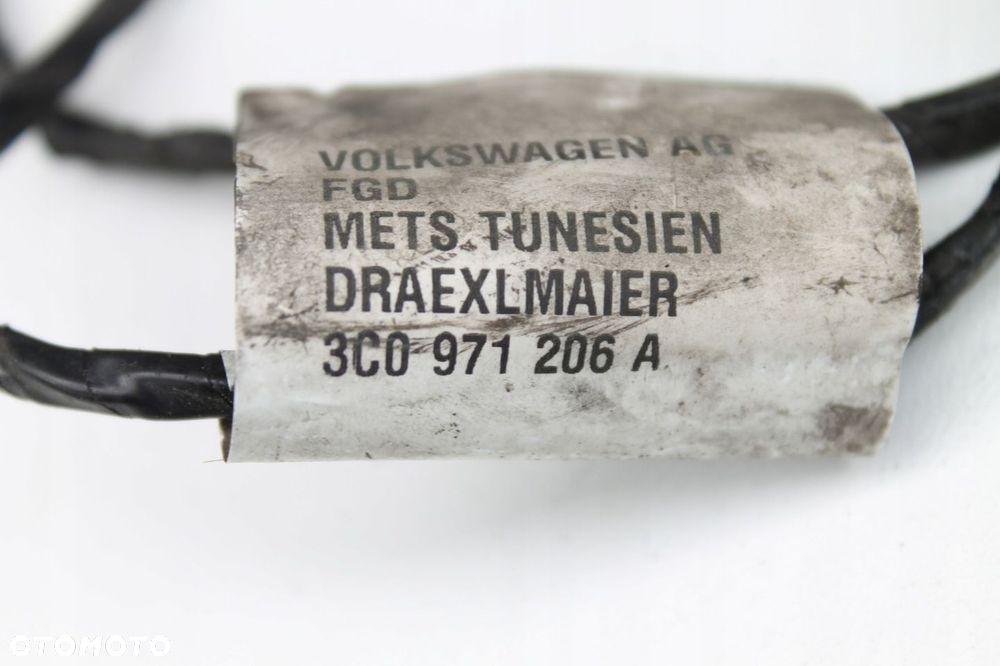 VOLKSWAGEN AG
FGD
METS TUNESIEN
DRAEXLMAIER
3C0 971 206 A
OTOMOTO